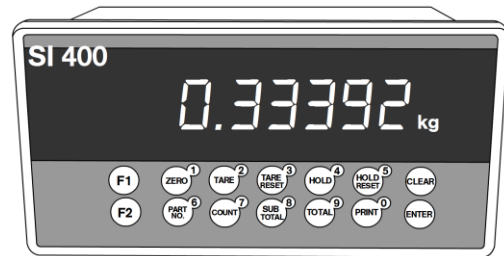 SI 400
0.33392 kg
F1 ZERO 1 TARE 2 TARE RESET 3 HOLD 4 HOLD RESET 5 CLEAR
F2 PART NO. 6 COUNT 7 SUB TOTAL 8 TOTAL 9 PRINT 0 ENTER